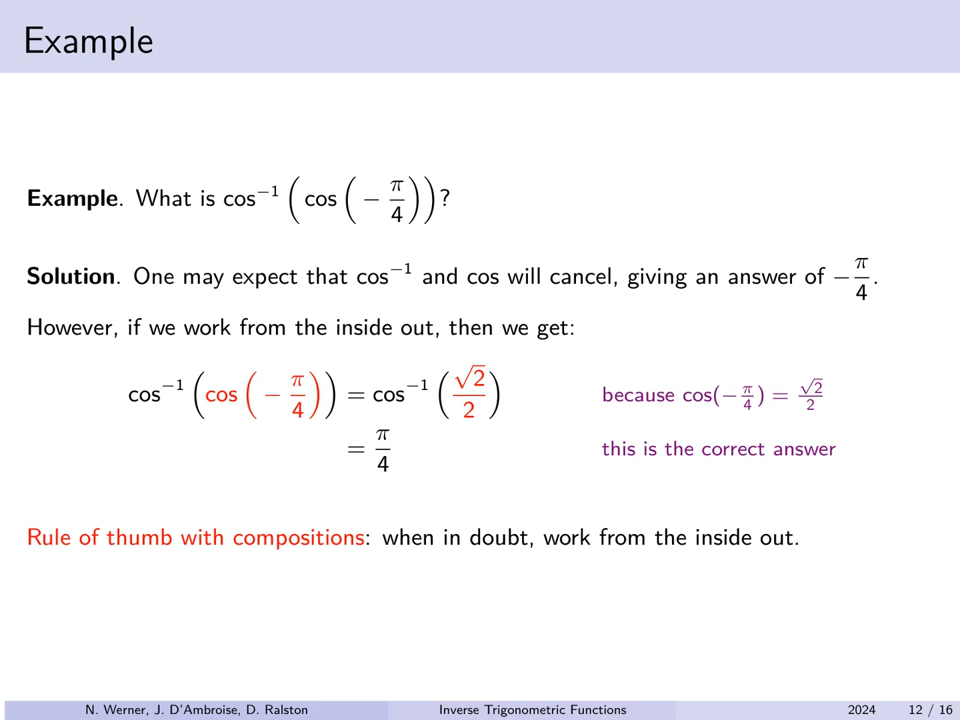 Example
Example. What is cos⁻¹(cos(−π/4))?
Solution. One may expect that cos⁻¹ and cos will cancel, giving an answer of −π/4.
However, if we work from the inside out, then we get:
cos⁻¹(cos(−π/4)) = cos⁻¹(√2/2) because cos(−π/4) = √2/2
= π/4 this is the correct answer
Rule of thumb with compositions: when in doubt, work from the inside out.
N. Werner, J. D'Ambroise, D. Ralston Inverse Trigonometric Functions 2024 12 / 16